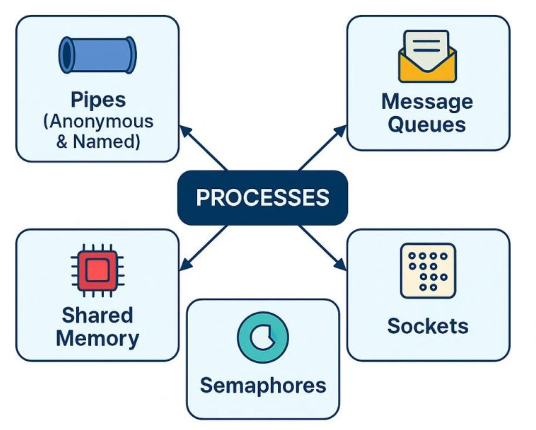 Pipes
(Anonymous
& Named)
Message
Queues
PROCESSES
Shared
Memory
Sockets
Semaphores